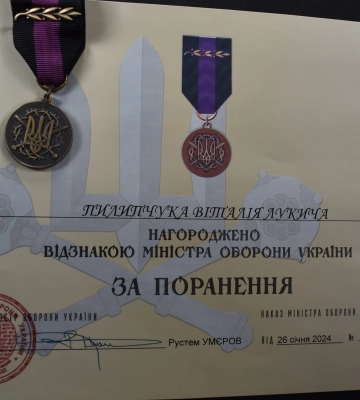 ПИЛИПЧУКА ВІТАЛІЯ ЛУКИЧА
НАГОРОДЖЕНО
ВІДЗНАКОЮ МІНІСТРА ОБОРОНИ УКРАЇНИ
ЗА ПОРАНЕННЯ
ОБОРОНИ УКРАЇНИ
НАКАЗ МІНІСТРА ОБОРОНИ
Рустем УМЄРОВ
ВІД 26 січня 2024 №